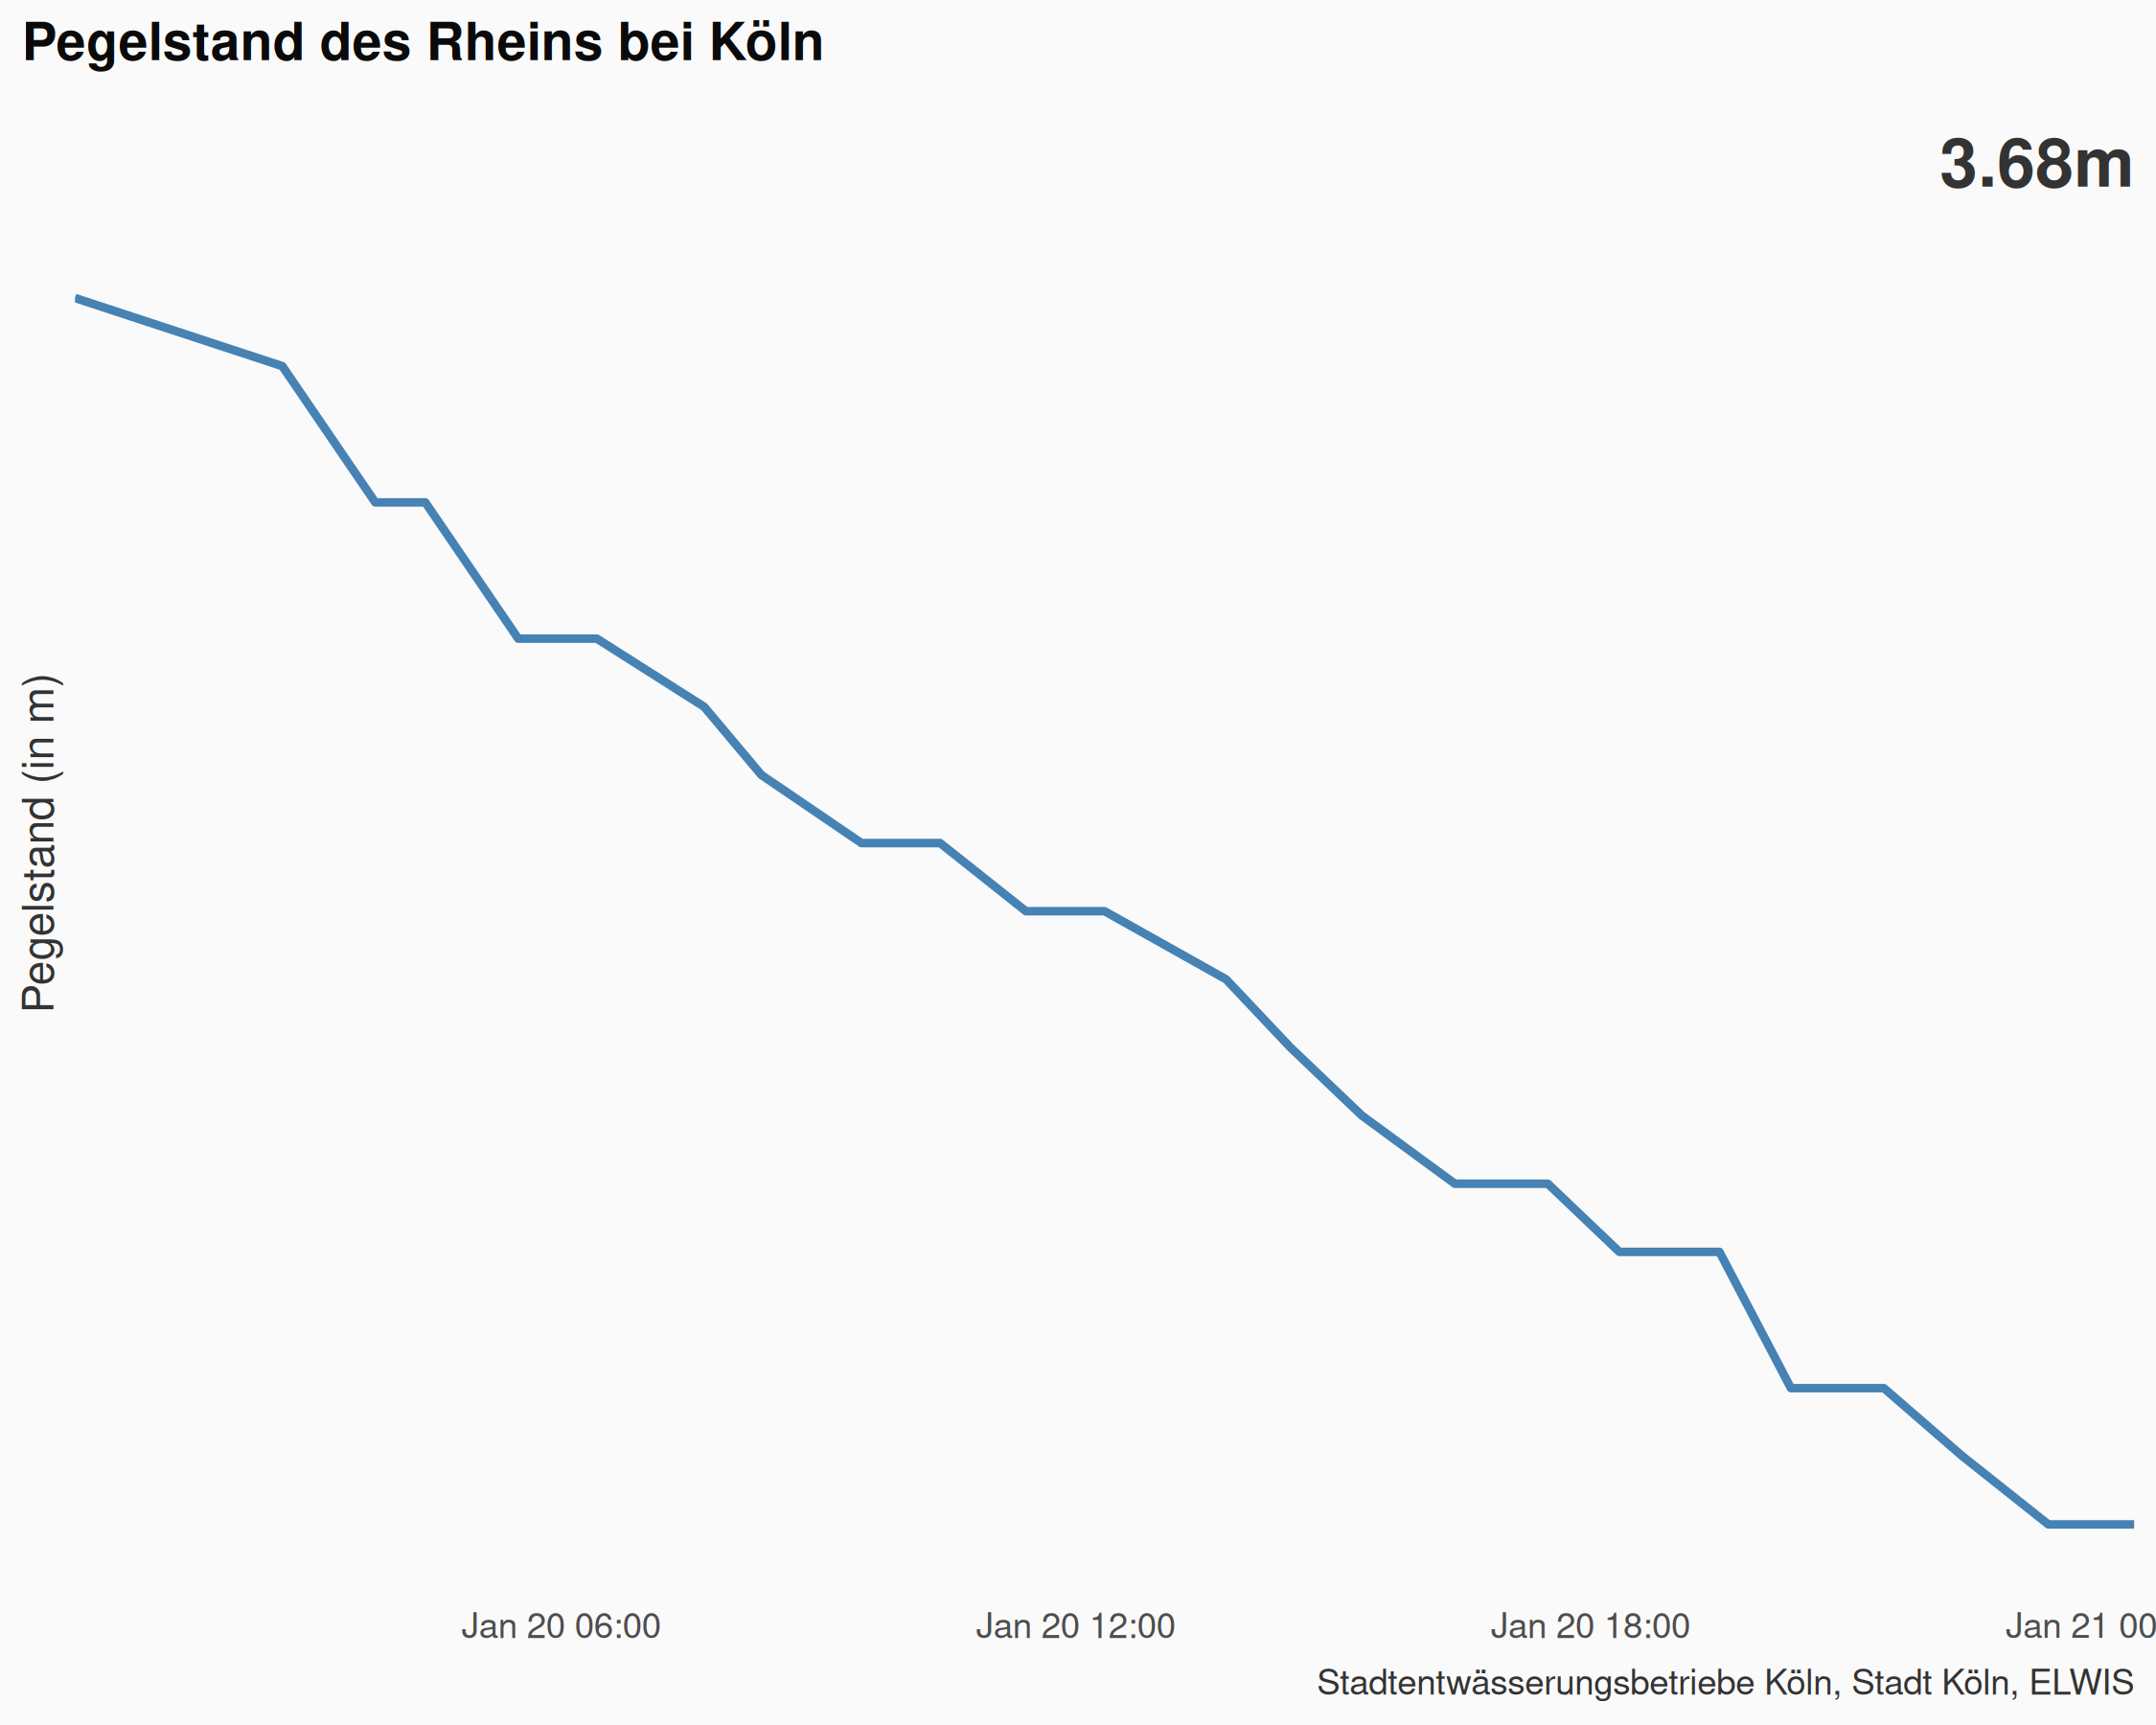 Pegelstand des Rheins bei Köln
3.68m
Pegelstand (in m)
Jan 20 06:00
Jan 20 12:00
Jan 20 18:00
Jan 21 00
Stadtentwässerungsbetriebe Köln, Stadt Köln, ELWIS